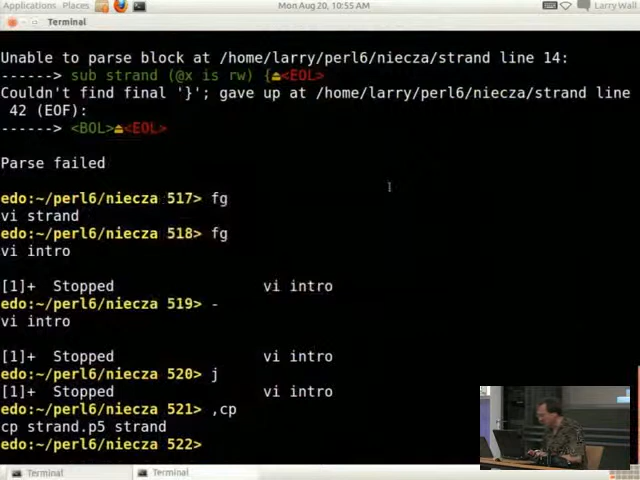 Applications Places Mon Aug 20, 10:55 AM Larry Wall
Terminal
Unable to parse block at /home/larry/perl6/niecza/strand line 14:
------> sub strand (@x is rw) {⏏<EOL>
Couldn't find final '}'; gave up at /home/larry/perl6/niecza/strand line
42 (EOF):
------> <BOL>⏏<EOL>
Parse failed
edo:~/perl6/niecza 517> fg
vi strand
edo:~/perl6/niecza 518> fg
vi intro
[1]+ Stopped vi intro
edo:~/perl6/niecza 519> -
vi intro
[1]+ Stopped vi intro
edo:~/perl6/niecza 520> j
[1]+ Stopped vi intro
edo:~/perl6/niecza 521> ,cp
cp strand.p5 strand
edo:~/perl6/niecza 522>
Terminal Terminal